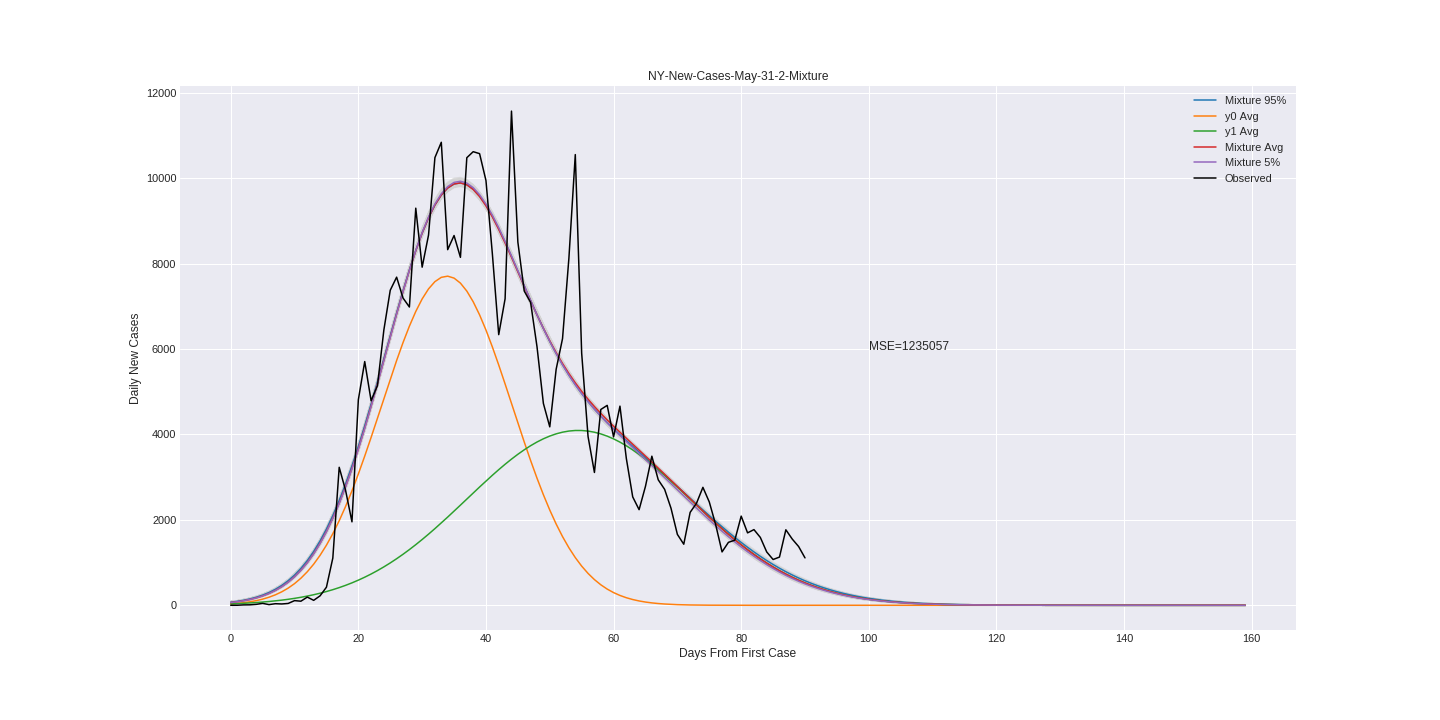 NY-New-Cases-May-31-2-Mixture
12000
10000
8000
6000
4000
2000
0
Daily New Cases
Mixture 95%
y0 Avg
y1 Avg
Mixture Avg
Mixture 5%
Observed
MSE=1235057
0 20 40 60 80 100 120 140 160
Days From First Case